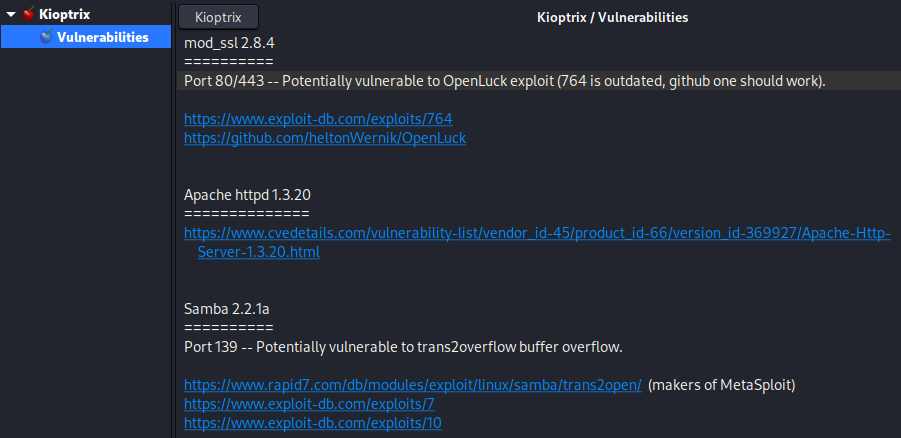 Kioptrix
Vulnerabilities
Kioptrix
Kioptrix / Vulnerabilities
mod_ssl 2.8.4
==========
Port 80/443 -- Potentially vulnerable to OpenLuck exploit (764 is outdated, github one should work).
https://www.exploit-db.com/exploits/764
https://github.com/heltonWernik/OpenLuck
Apache httpd 1.3.20
==============
https://www.cvedetails.com/vulnerability-list/vendor_id-45/product_id-66/version_id-369927/Apache-Http-
Server-1.3.20.html
Samba 2.2.1a
==========
Port 139 -- Potentially vulnerable to trans2overflow buffer overflow.
https://www.rapid7.com/db/modules/exploit/linux/samba/trans2open/ (makers of MetaSploit)
https://www.exploit-db.com/exploits/7
https://www.exploit-db.com/exploits/10